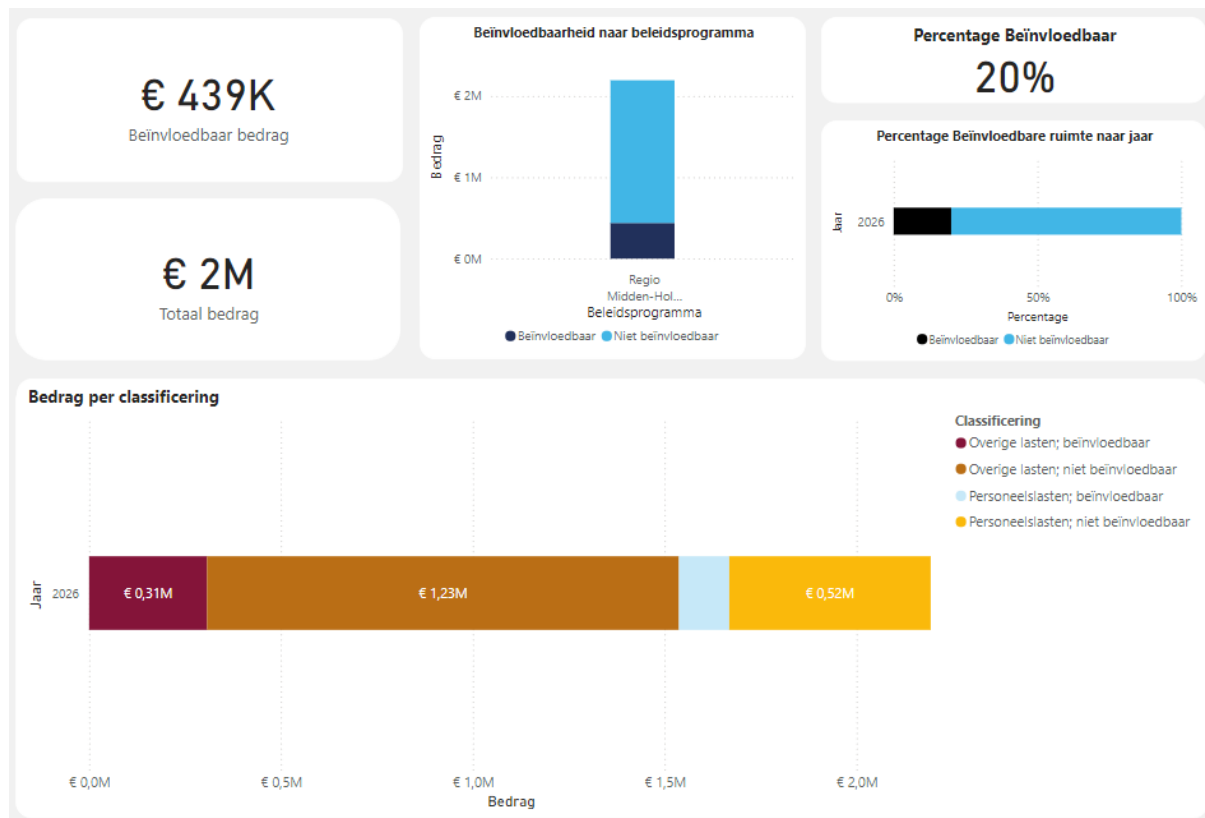 € 439K
Beïnvloedbaar bedrag
€ 2M
Totaal bedrag
Beïnvloedbaarheid naar beleidsprogramma
Bedrag
€ 2M
€ 1M
€ 0M
Regio
Midden-Hol...
Beleidsprogramma
Beïnvloedbaar
Niet beïnvloedbaar
Percentage Beïnvloedbaar
20%
Percentage Beïnvloedbare ruimte naar jaar
Jaar
2026
0%
50%
100%
Percentage
Beïnvloedbaar
Niet beïnvloedbaar
Bedrag per classificering
Jaar
2026
€ 0,31M
€ 1,23M
€ 0,52M
€ 0,0M
€ 0,5M
€ 1,0M
€ 1,5M
€ 2,0M
Bedrag
Classificering
Overige lasten; beïnvloedbaar
Overige lasten; niet beïnvloedbaar
Personeelslasten; beïnvloedbaar
Personeelslasten; niet beïnvloedbaar